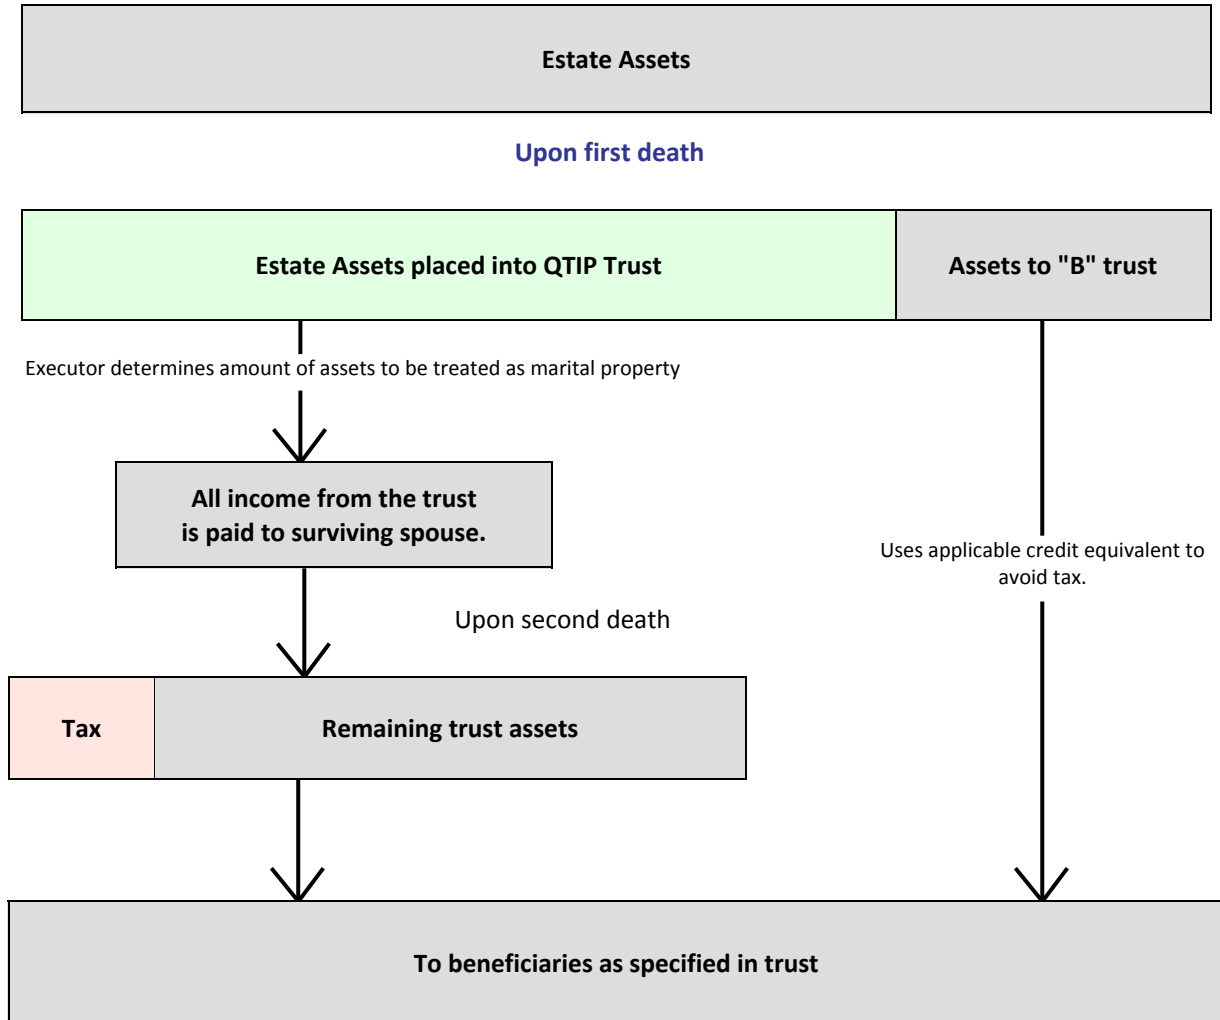 Estate Assets
Upon first death
Estate Assets placed into QTIP Trust
Assets to "B" trust
Executor determines amount of assets to be treated as marital property
All income from the trust
is paid to surviving spouse.
Uses applicable credit equivalent to
avoid tax.
Upon second death
Tax
Remaining trust assets
To beneficiaries as specified in trust